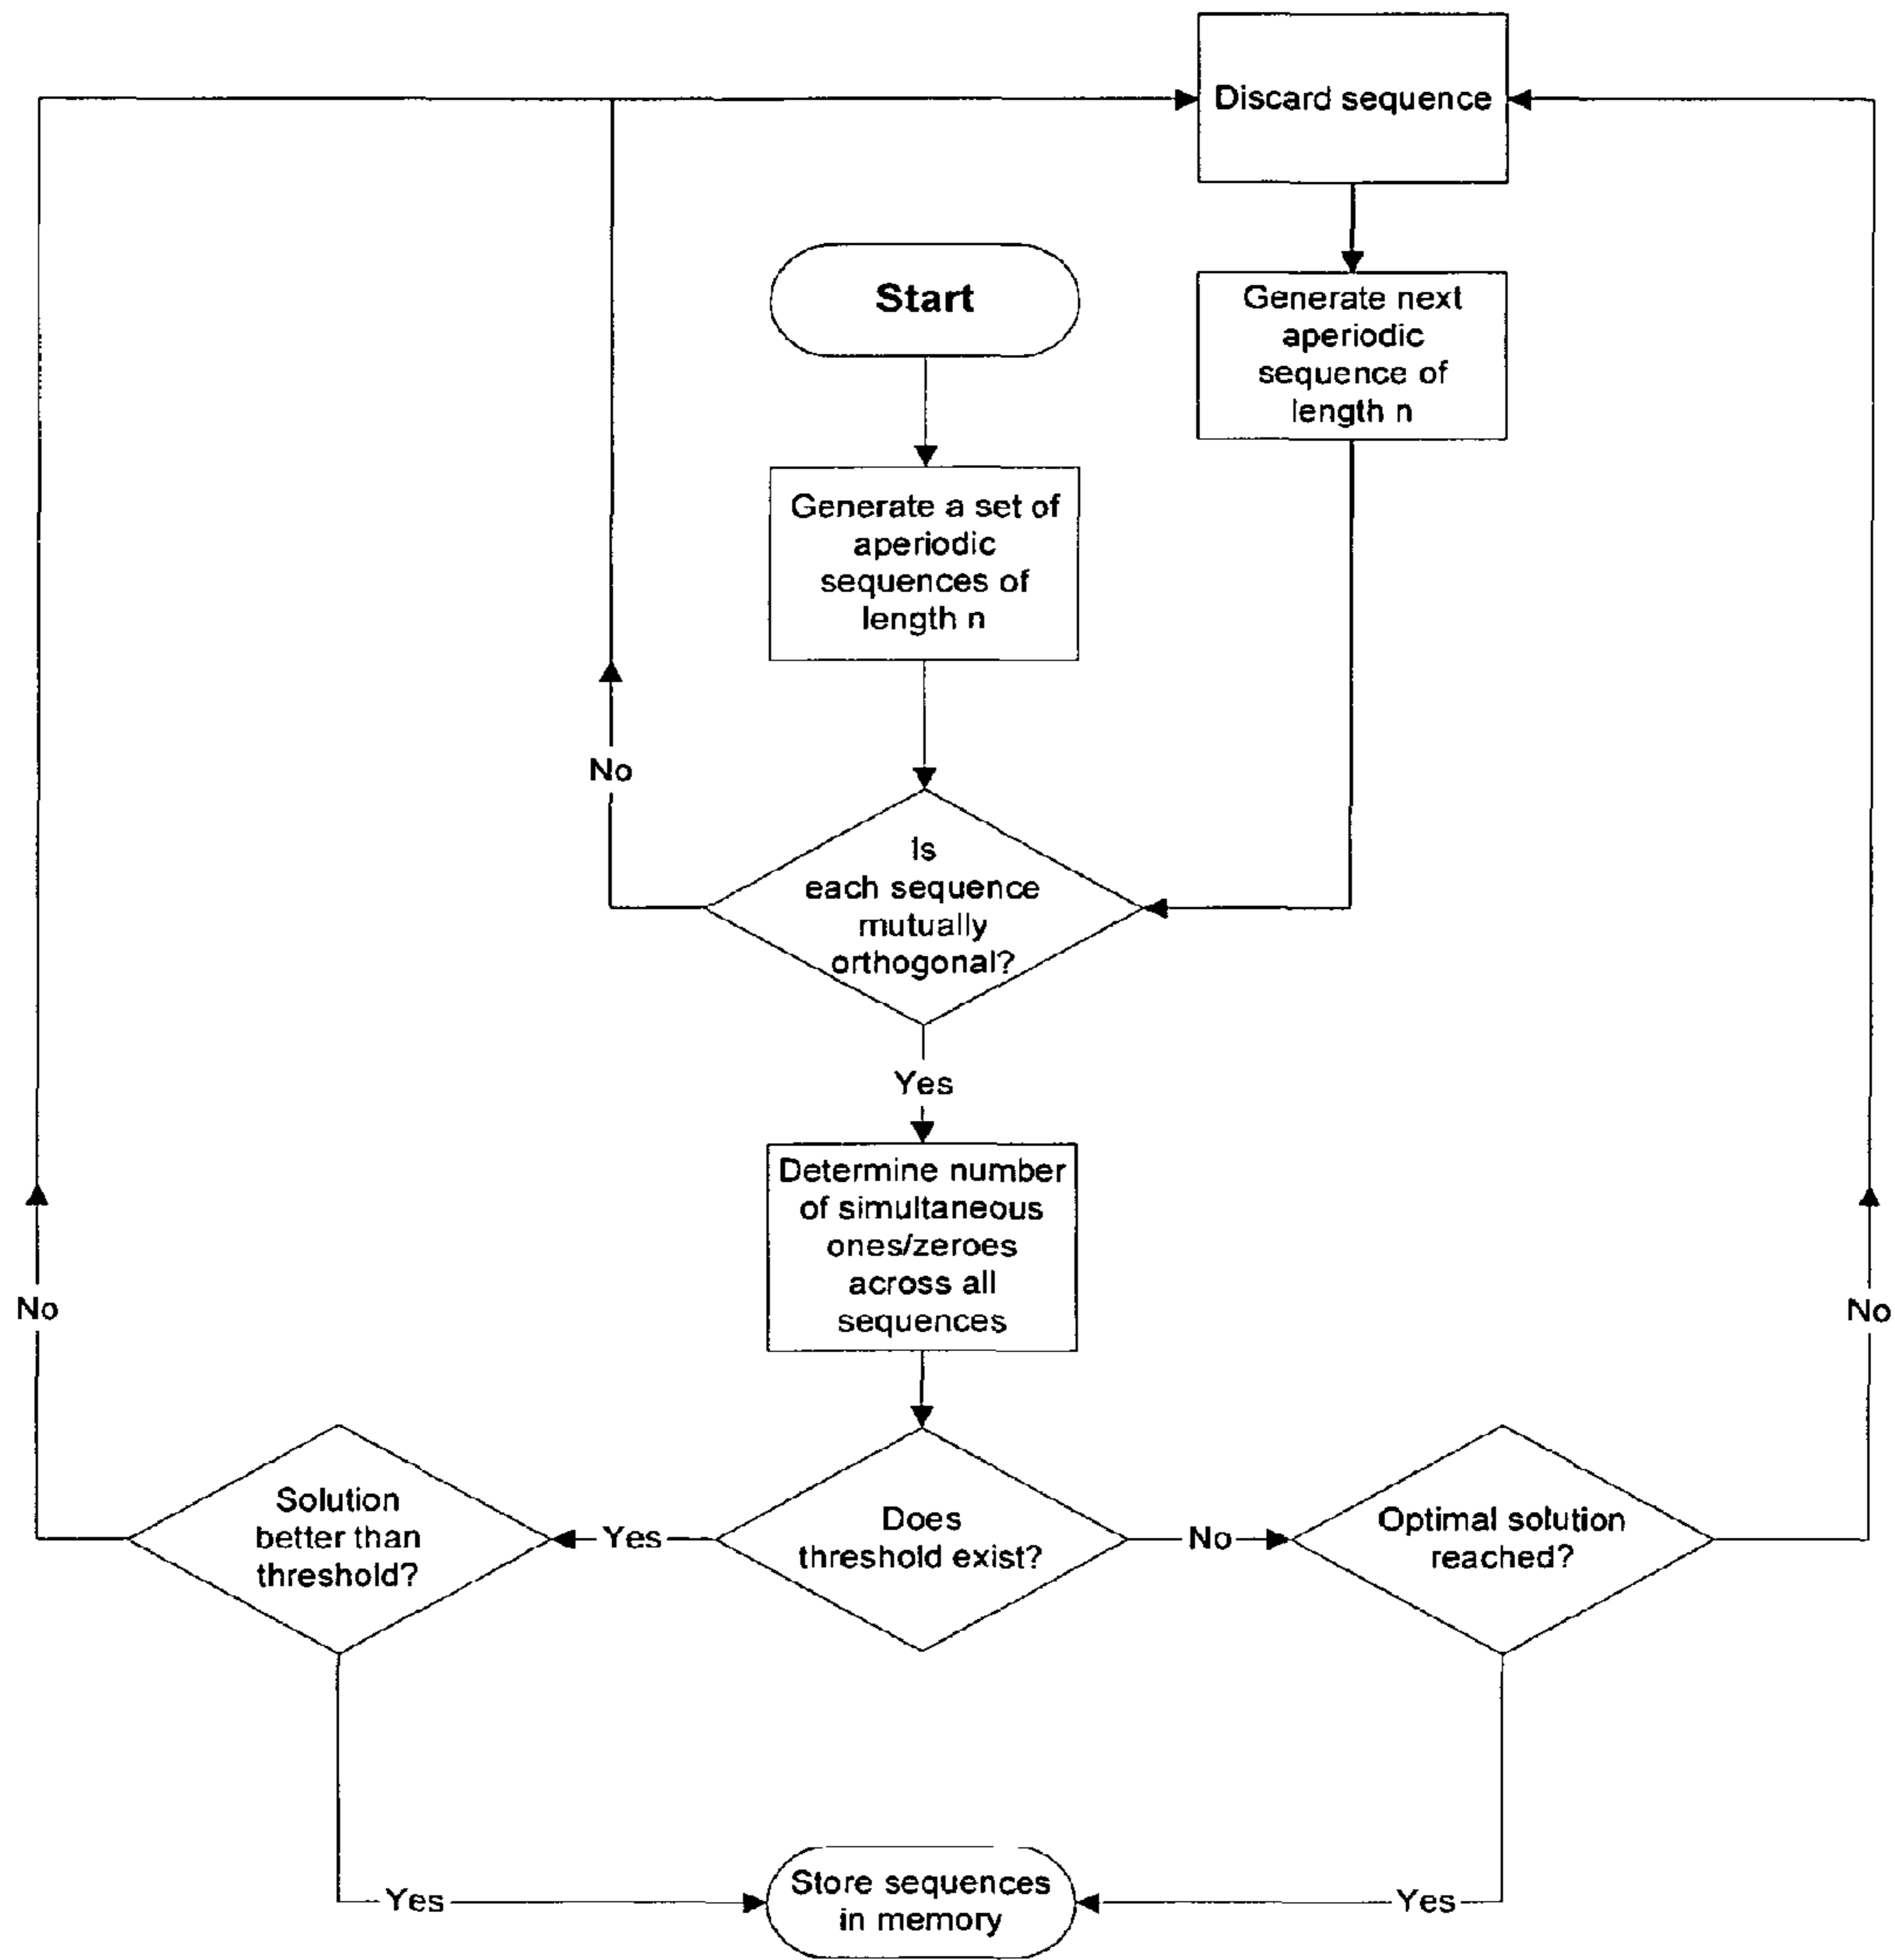 Discard sequence
Start
Generate next
aperiodic
sequence of
length n
Generate a set of
aperiodic
sequences of
length n
No
Is
each sequence
mutually
orthogonal?
Yes
Determine number
of simultaneous
ones/zeroes
across all
sequences
No
No
Solution
better than
threshold?
Yes
Does
threshold exist?
No
Optimal solution
reached?
Yes
Store sequences
in memory
Yes